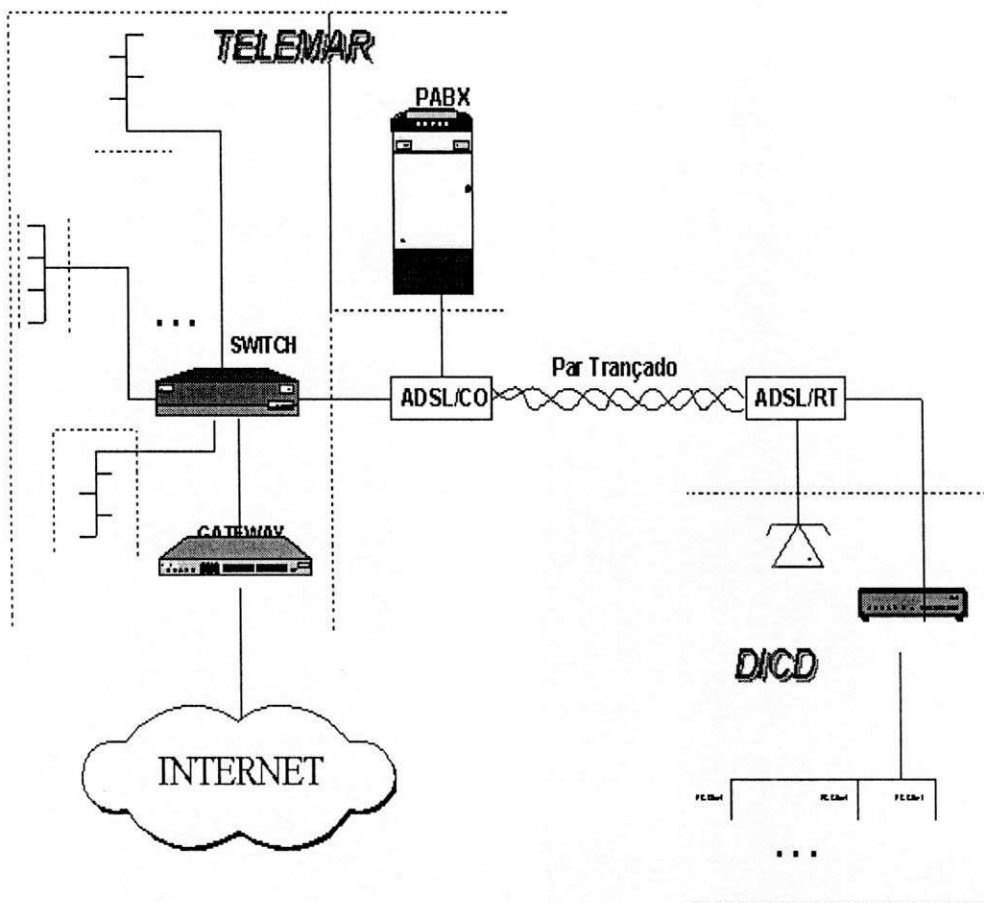 TELEMAR
PABX
. . .
SWITCH
Par Trançado
ADSL/CO
ADSL/RT
GATEWAY
DICD
INTERNET
. . .